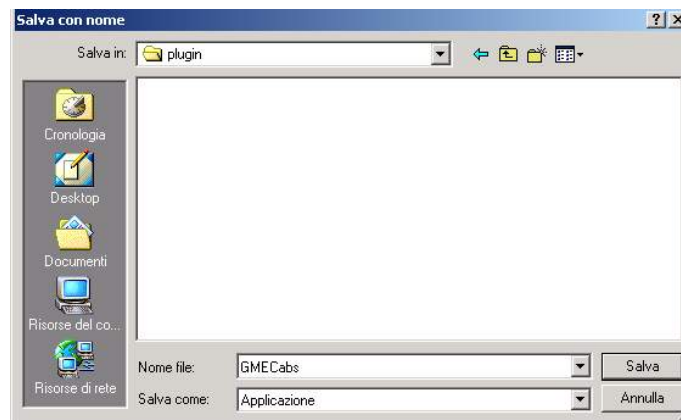 Salva con nome
Salva in: plugin
Cronologia
Desktop
Documenti
Risorse del co...
Risorse di rete
Nome file: GMECabs Salva
Salva come: Applicazione Annulla